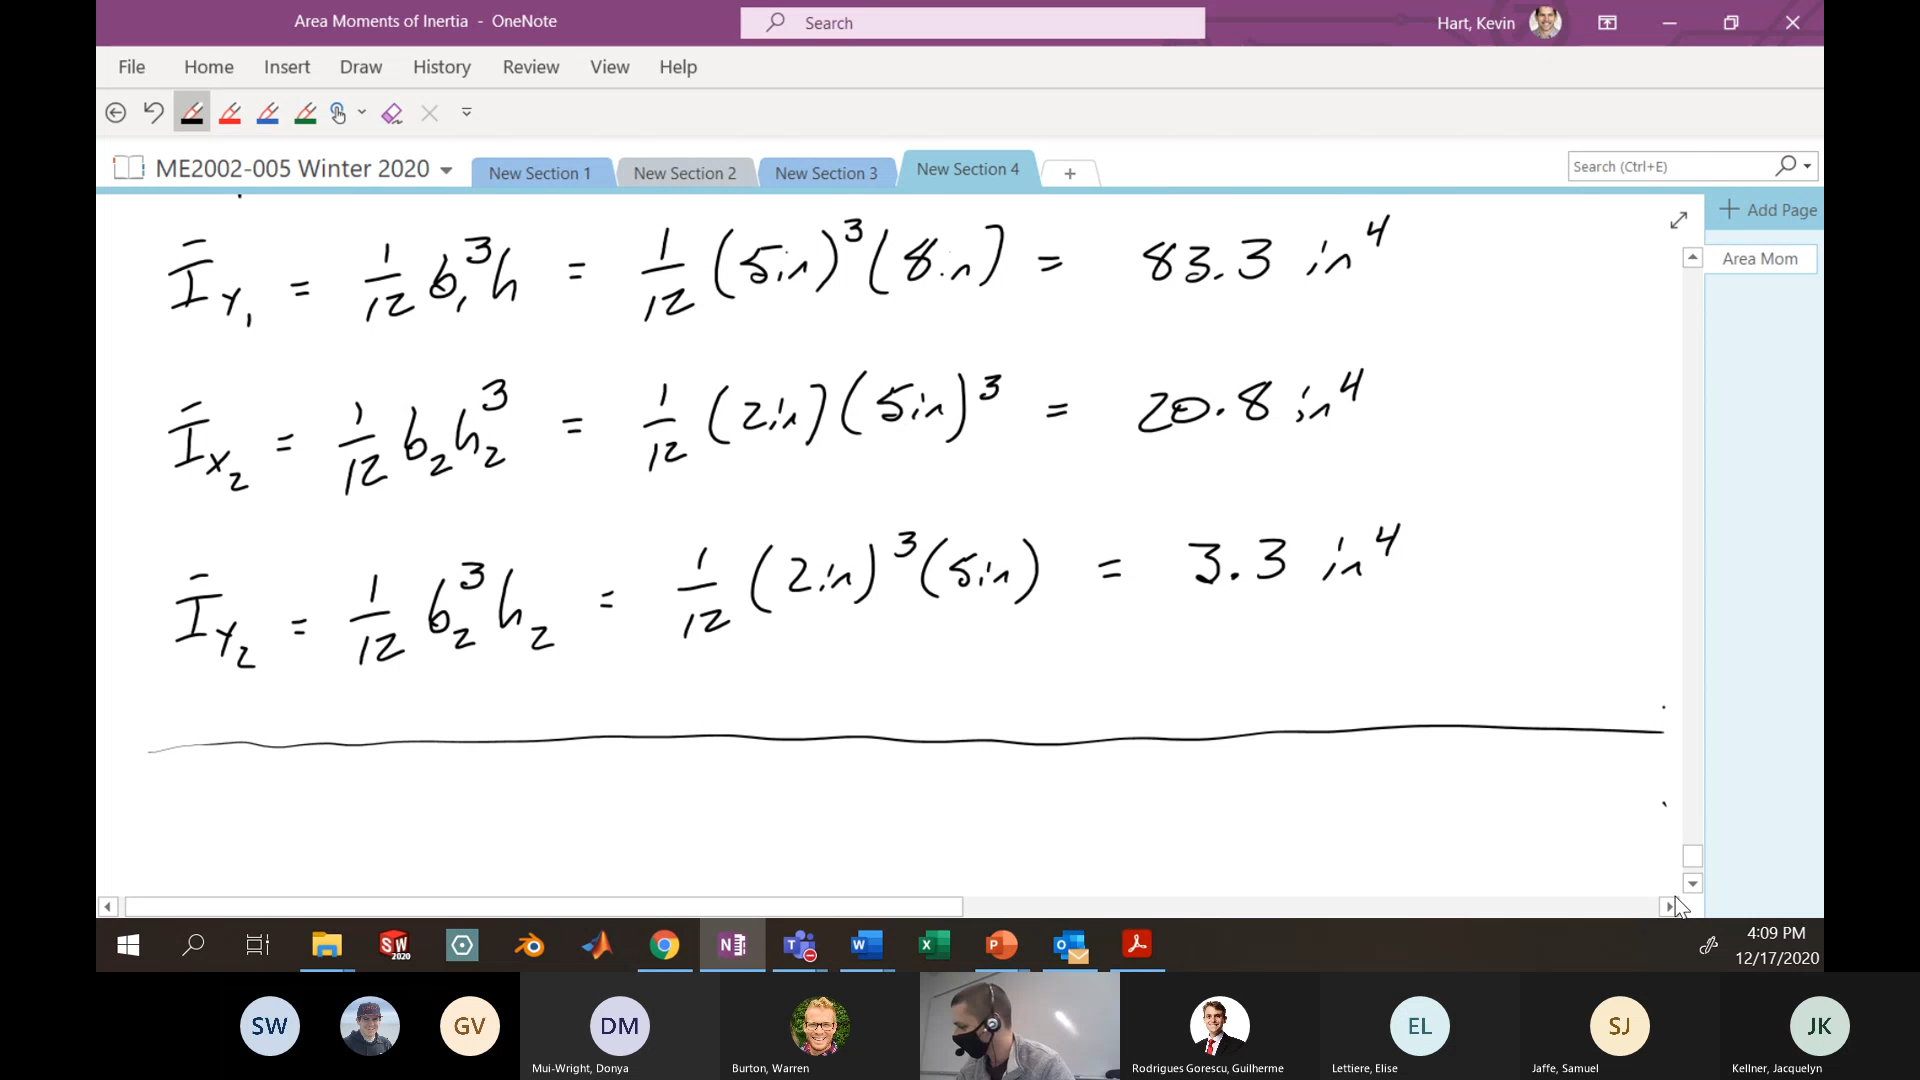 Area Moments of Inertia - OneNote
Search
Hart, Kevin
File Home Insert Draw History Review View Help
ME2002-005 Winter 2020
New Section 1
New Section 2
New Section 3
New Section 4
+
Search (Ctrl+E)
+ Add Page
Area Mom
Ī_Y₁ = 1/12 b₁³h = 1/12 (5in)³(8in) = 83.3 in⁴
Ī_X₂ = 1/12 b₂h₂³ = 1/12 (2in)(5in)³ = 20.8 in⁴
Ī_Y₂ = 1/12 b₂³h₂ = 1/12 (2in)³(5in) = 3.3 in⁴
SW 2020
N
T
W
X
P
O
4:09 PM
12/17/2020
SW
GV
DM
Mui-Wright, Donya
Burton, Warren
Rodrigues Gorescu, Guilherme
EL
Lettiere, Elise
SJ
Jaffe, Samuel
JK
Kellner, Jacquelyn